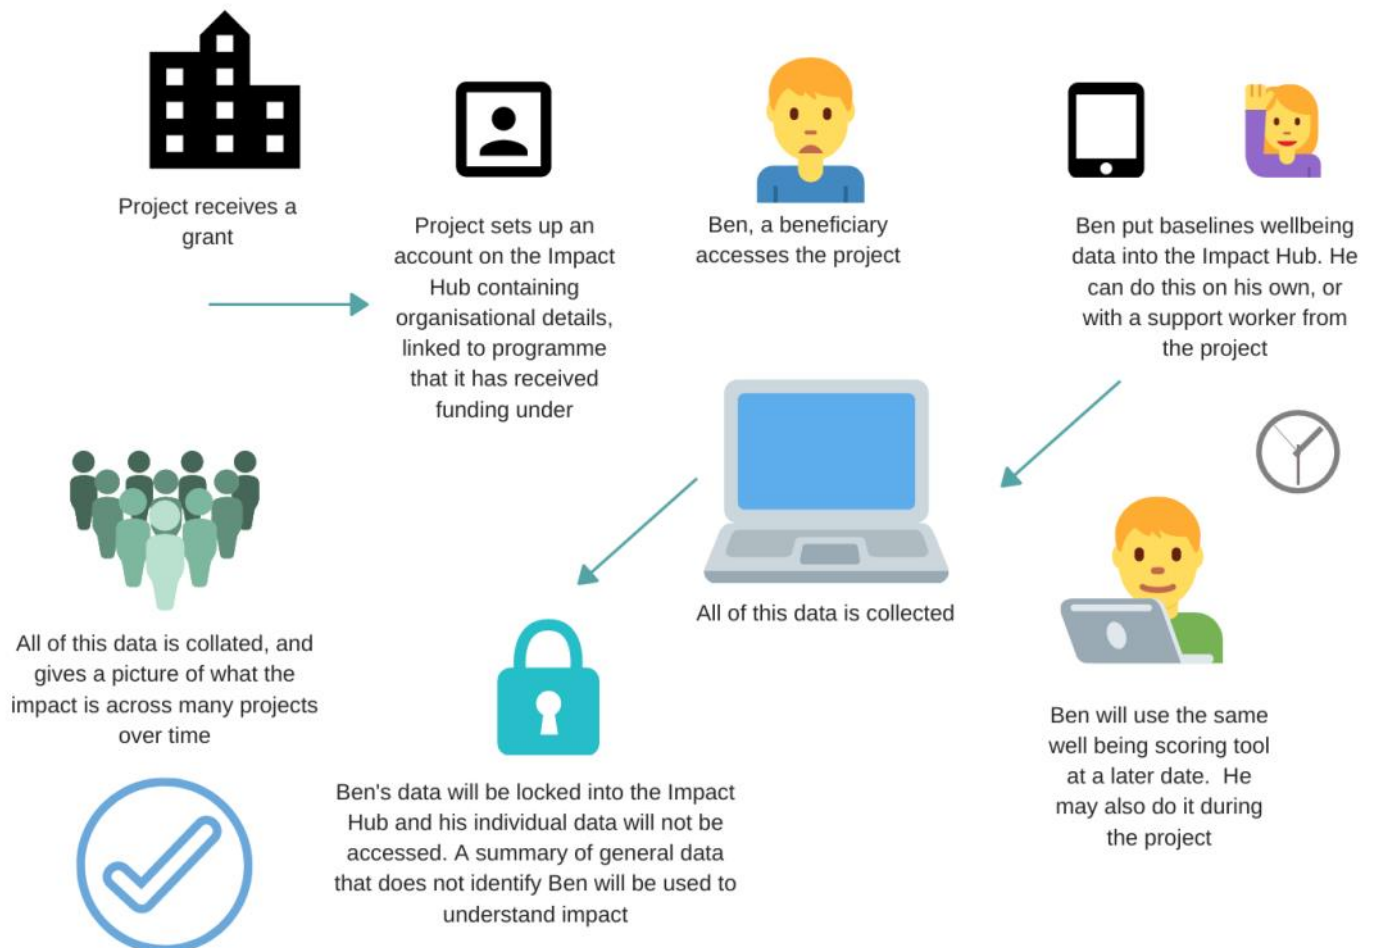 Project receives a
grant
Project sets up an
account on the Impact
Hub containing
organisational details,
linked to programme
that it has received
funding under
Ben, a beneficiary
accesses the project
Ben put baselines wellbeing
data into the Impact Hub. He
can do this on his own, or
with a support worker from
the project
All of this data is collected
Ben will use the same
well being scoring tool
at a later date.  He
may also do it during
the project
Ben's data will be locked into the Impact
Hub and his individual data will not be
accessed. A summary of general data
that does not identify Ben will be used to
understand impact
All of this data is collated, and
gives a picture of what the
impact is across many projects
over time